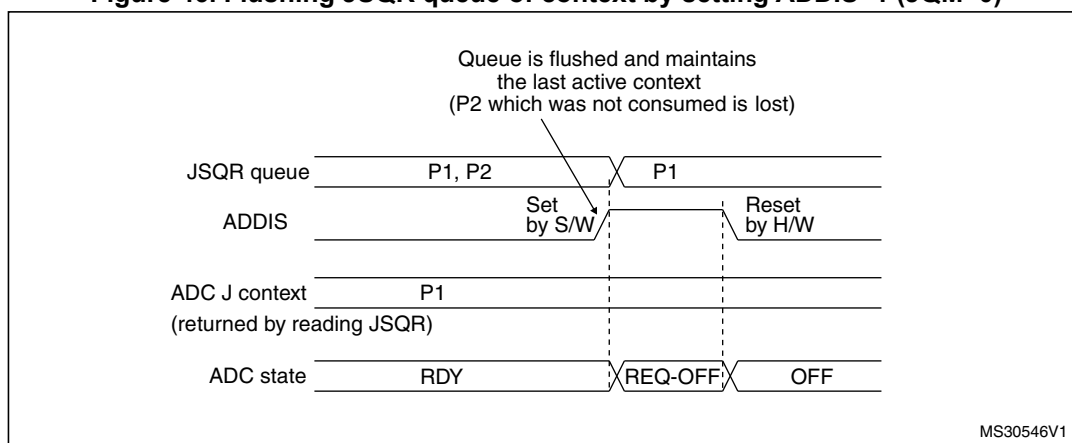 Queue is flushed and maintains
the last active context
(P2 which was not consumed is lost)
JSQR queue P1, P2 P1
Set Reset
ADDIS by S/W by H/W
ADC J context P1
(returned by reading JSQR)
ADC state RDY REQ-OFF OFF
MS30546V1